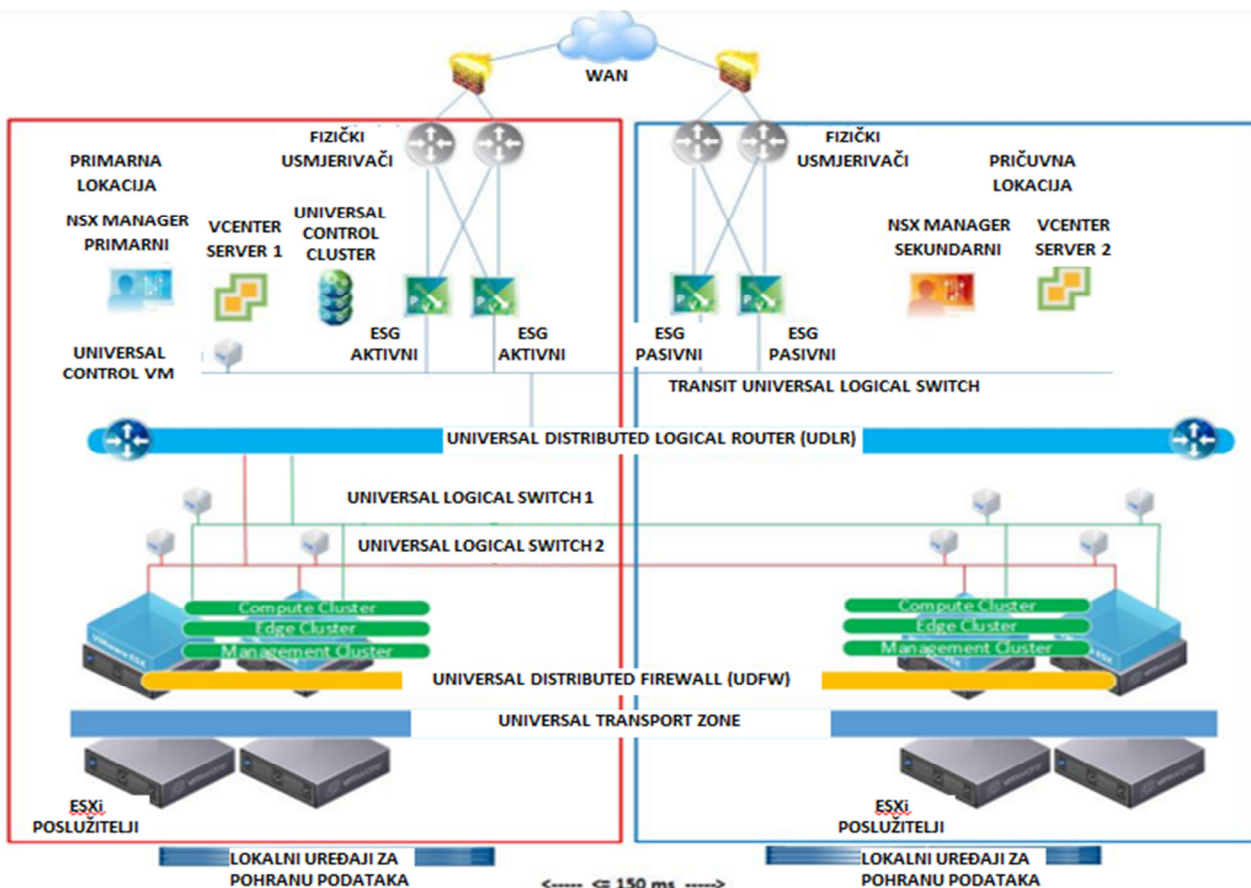 WAN
FIZIČKI
USMJERIVAČI
PRIMARNA
LOKACIJA
NSX MANAGER
PRIMARNI
VCENTER
SERVER 1
UNIVERSAL
CONTROL
CLUSTER
ESG
AKTIVNI
ESG
AKTIVNI
UNIVERSAL
CONTROL VM
FIZIČKI
USMJERIVAČI
PRIČUVNA
LOKACIJA
NSX MANAGER
SEKUNDARNI
VCENTER
SERVER 2
ESG
PASIVNI
ESG
PASIVNI
TRANSIT UNIVERSAL LOGICAL SWITCH
UNIVERSAL DISTRIBUTED LOGICAL ROUTER (UDLR)
UNIVERSAL LOGICAL SWITCH 1
UNIVERSAL LOGICAL SWITCH 2
Compute Cluster
Edge Cluster
Management Cluster
Compute Cluster
Edge Cluster
Management Cluster
UNIVERSAL DISTRIBUTED FIREWALL (UDFW)
UNIVERSAL TRANSPORT ZONE
ESXi
POSLUŽITELJI
ESXi
POSLUŽITELJI
LOKALNI UREĐAJI ZA
POHRANU PODATAKA
LOKALNI UREĐAJI ZA
POHRANU PODATAKA
<----- <= 150 ms ----->